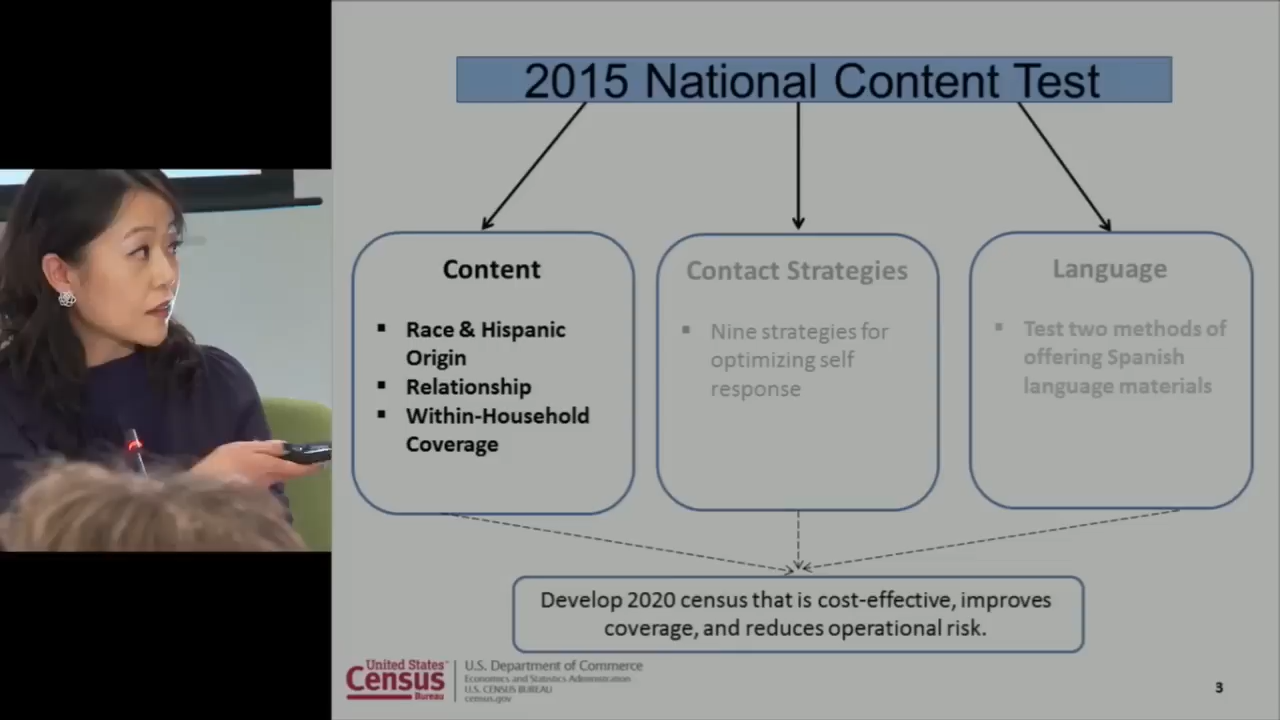 2015 National Content Test
Content
▪ Race & Hispanic
Origin
▪ Relationship
▪ Within-Household
Coverage
Contact Strategies
▪ Nine strategies for
optimizing self
response
Language
▪ Test two methods of
offering Spanish
language materials
Develop 2020 census that is cost-effective, improves
coverage, and reduces operational risk.
United States®
Census
Bureau
U.S. Department of Commerce
Economics and Statistics Administration
U.S. CENSUS BUREAU
census.gov
3